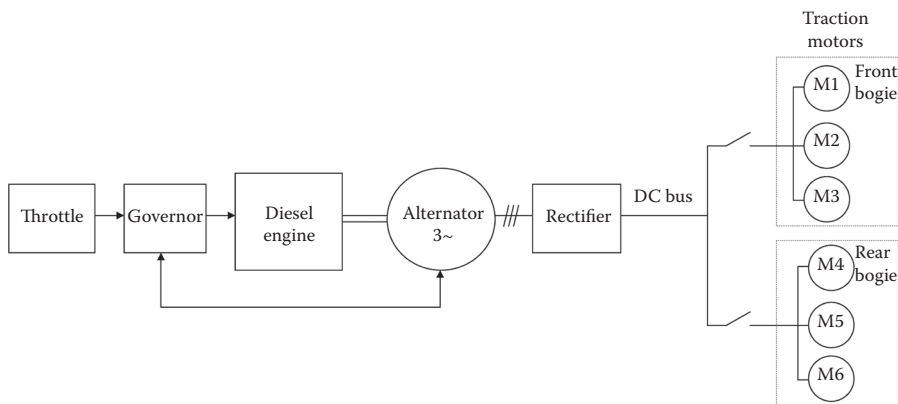 Traction
motors
Front
bogie
M1
M2
M3
Throttle
Governor
Diesel
engine
Alternator
3~
Rectifier
DC bus
Rear
bogie
M4
M5
M6